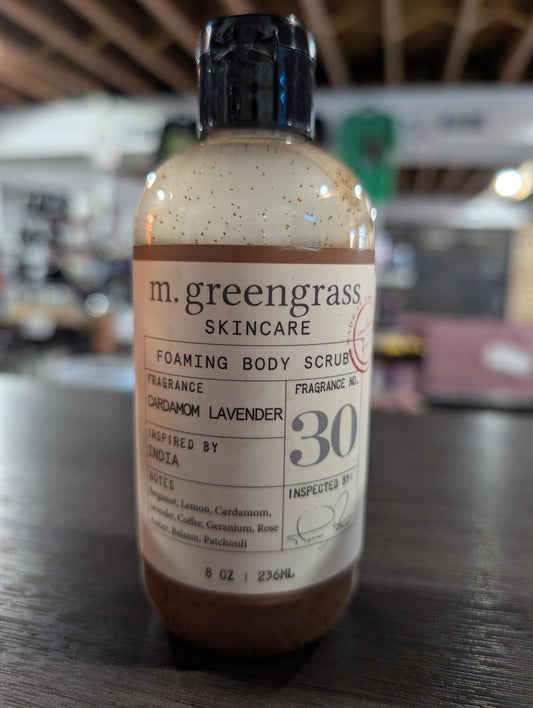 m. greengrass
SKINCARE
FOAMING BODY SCRUB
FRAGRANCE
CARDAMOM LAVENDER
FRAGRANCE NO.
30
INSPIRED BY
INDIA
NOTES
Bergamot, Lemon, Cardamom,
Lavender, Coffee, Geranium, Rose
Amber, Balsam, Patchouli
INSPECTED BY:
8 OZ | 236ML